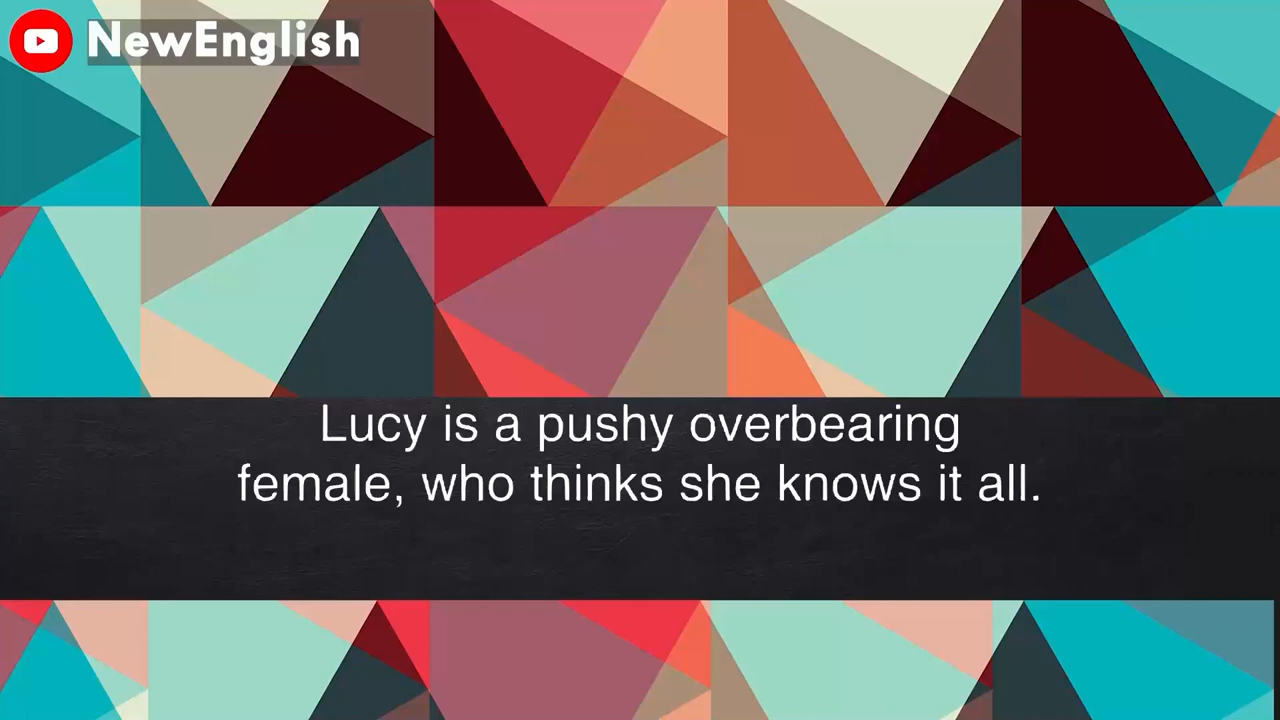 NewEnglish
Lucy is a pushy overbearing
female, who thinks she knows it all.